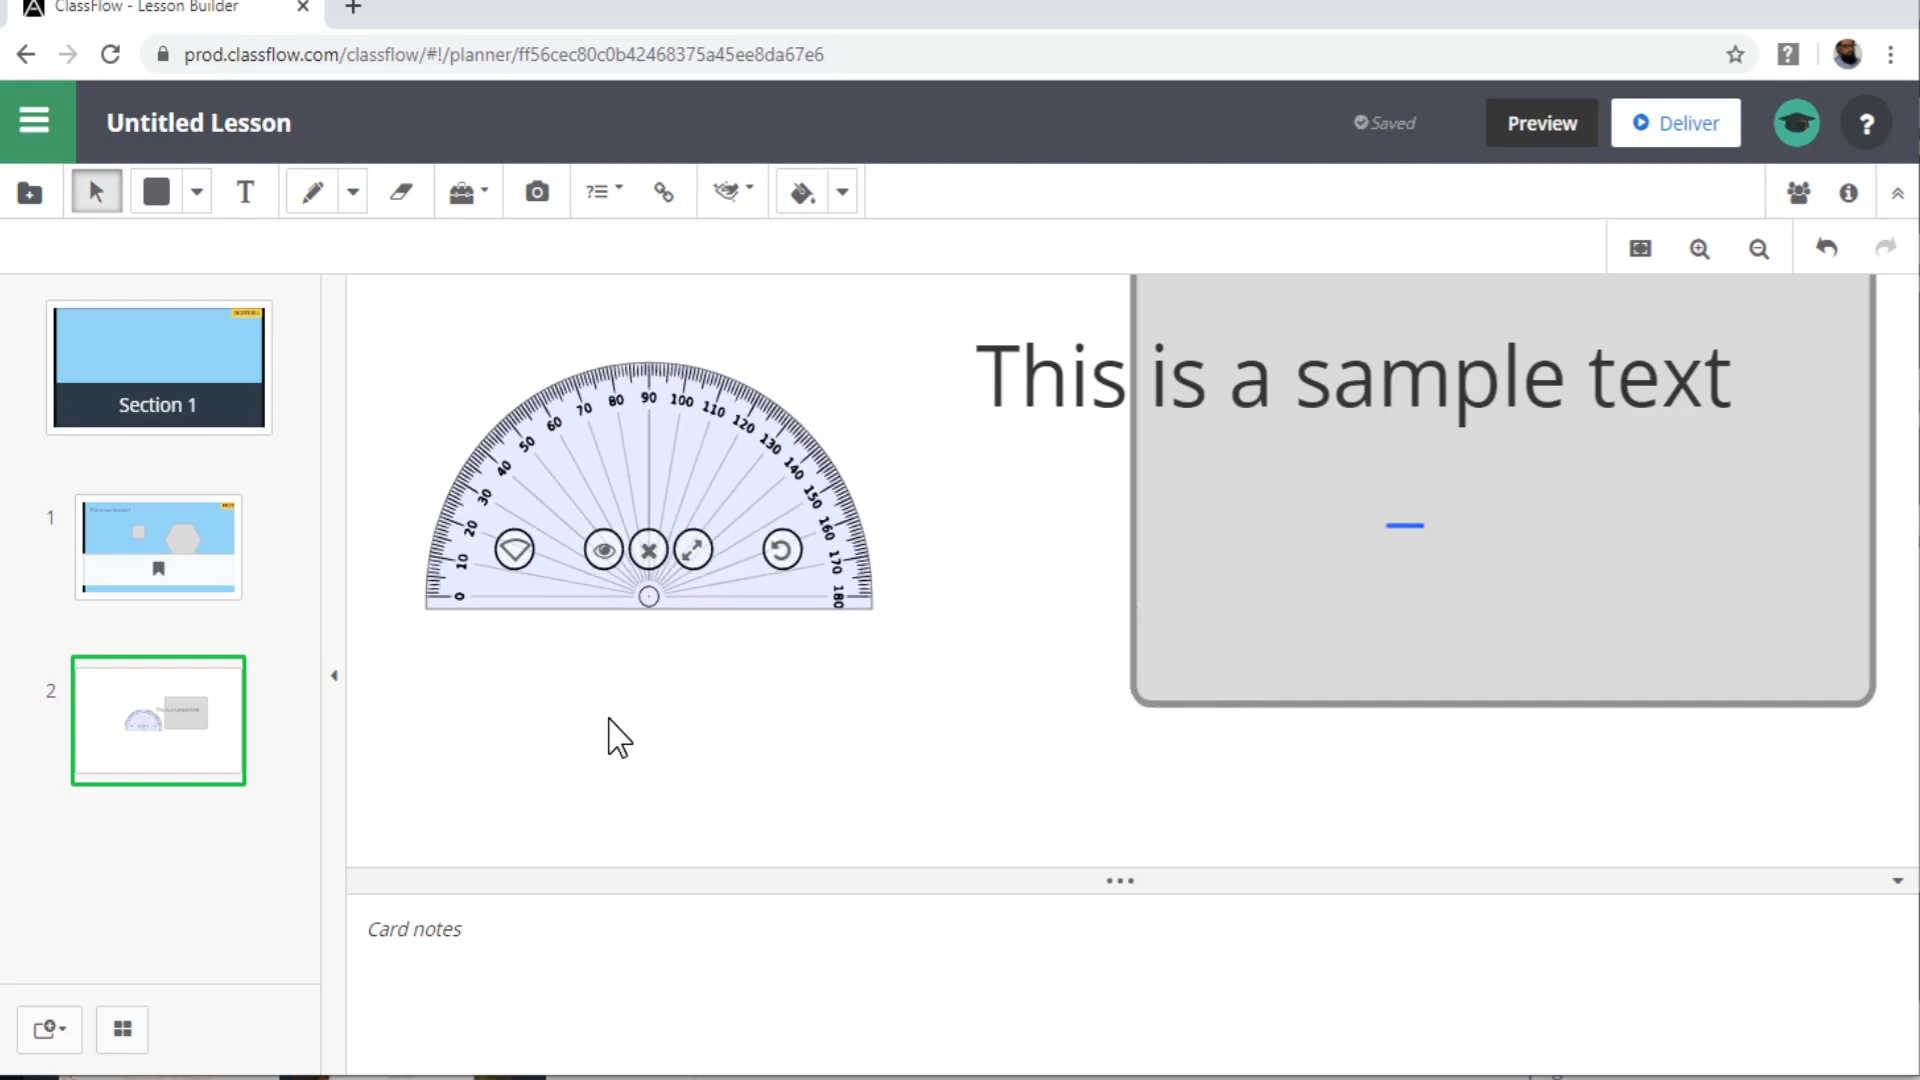 ClassFlow - Lesson Builder
prod.classflow.com/classflow/#!/planner/ff56cec80c0b42468375a45ee8da67e6
Untitled Lesson
Saved
Preview
Deliver
?
T
Section 1
1
2
This is a sample text
0
10
20
30
40
50
60
70
80
90
100
110
120
130
140
150
160
170
180
Card notes